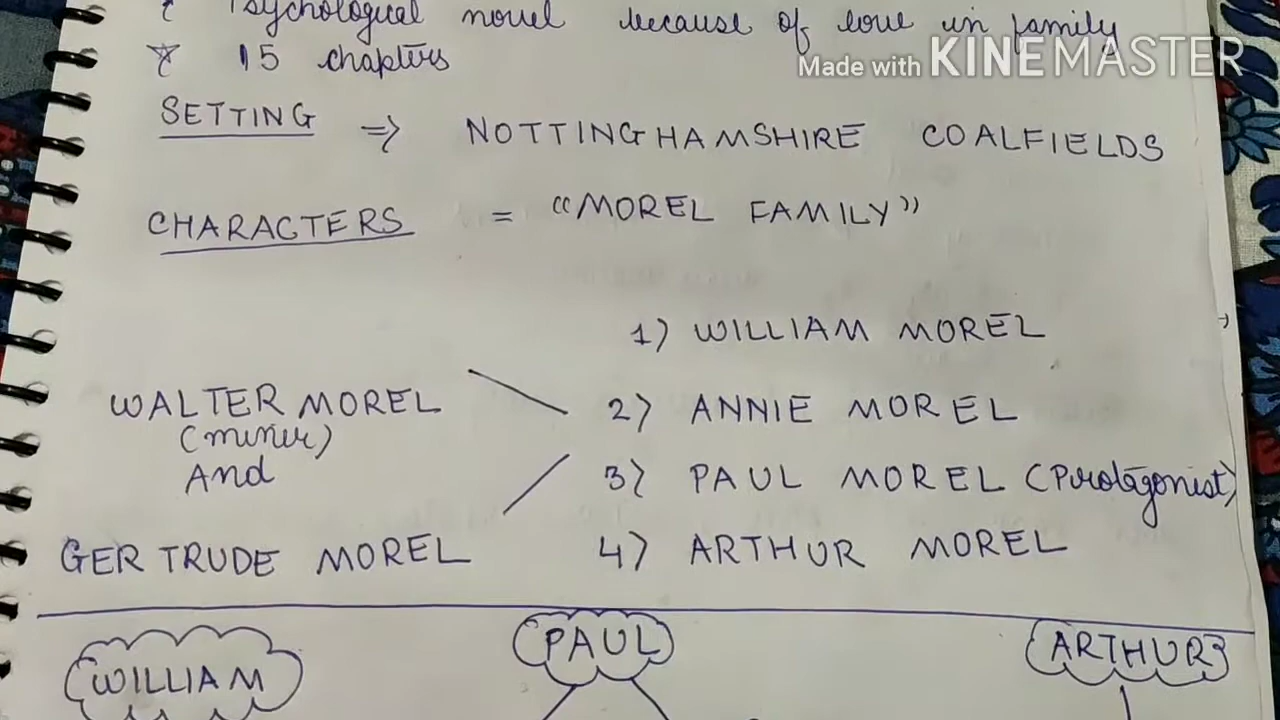 Psychological novel because of love in family
15 chapters
Made with KINEMASTER
SETTING ⇒ NOTTINGHAMSHIRE COALFIELDS
CHARACTERS = "MOREL FAMILY"
1) WILLIAM MOREL
WALTER MOREL 2) ANNIE MOREL
(miner)
And 3) PAUL MOREL (Protagonist)
GERTRUDE MOREL 4) ARTHUR MOREL
WILLIAM PAUL ARTHUR